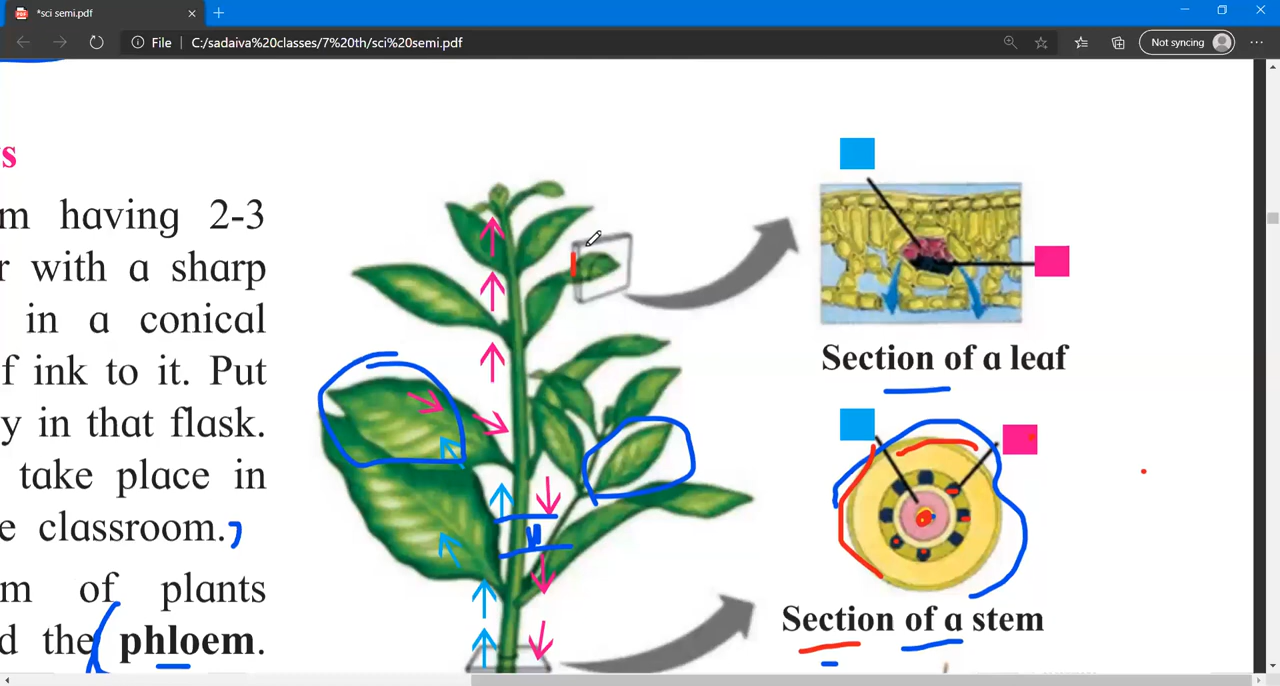 *sci semi.pdf
File
C:/sadaiva%20classes/7%20th/sci%20semi.pdf
Not syncing
s
m having 2-3
r with a sharp
in a conical
f ink to it. Put
y in that flask.
take place in
e classroom.
m of plants
d the phloem.
Section of a leaf
Section of a stem